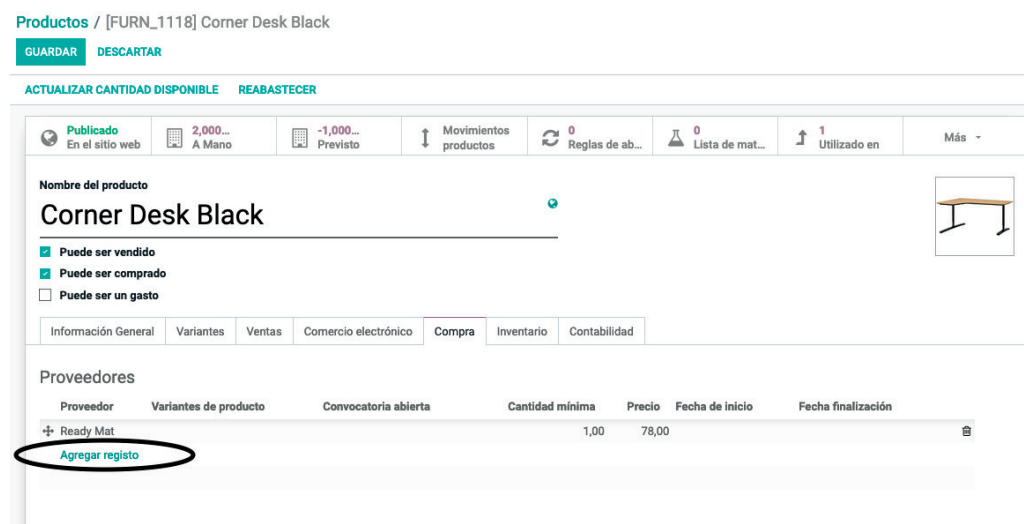 Productos / [FURN_1118] Corner Desk Black
GUARDAR DESCARTAR
ACTUALIZAR CANTIDAD DISPONIBLE REABASTECER
Publicado
En el sitio web
2,000...
A Mano
-1,000...
Previsto
Movimientos
productos
0
Reglas de ab...
0
Lista de mat...
1
Utilizado en
Más
Nombre del producto
Corner Desk Black
Puede ser vendido
Puede ser comprado
Puede ser un gasto
Información General Variantes Ventas Comercio electrónico Compra Inventario Contabilidad
Proveedores
Proveedor Variantes de producto Convocatoria abierta Cantidad mínima Precio Fecha de inicio Fecha finalización
Ready Mat 1,00 78,00
Agregar registo